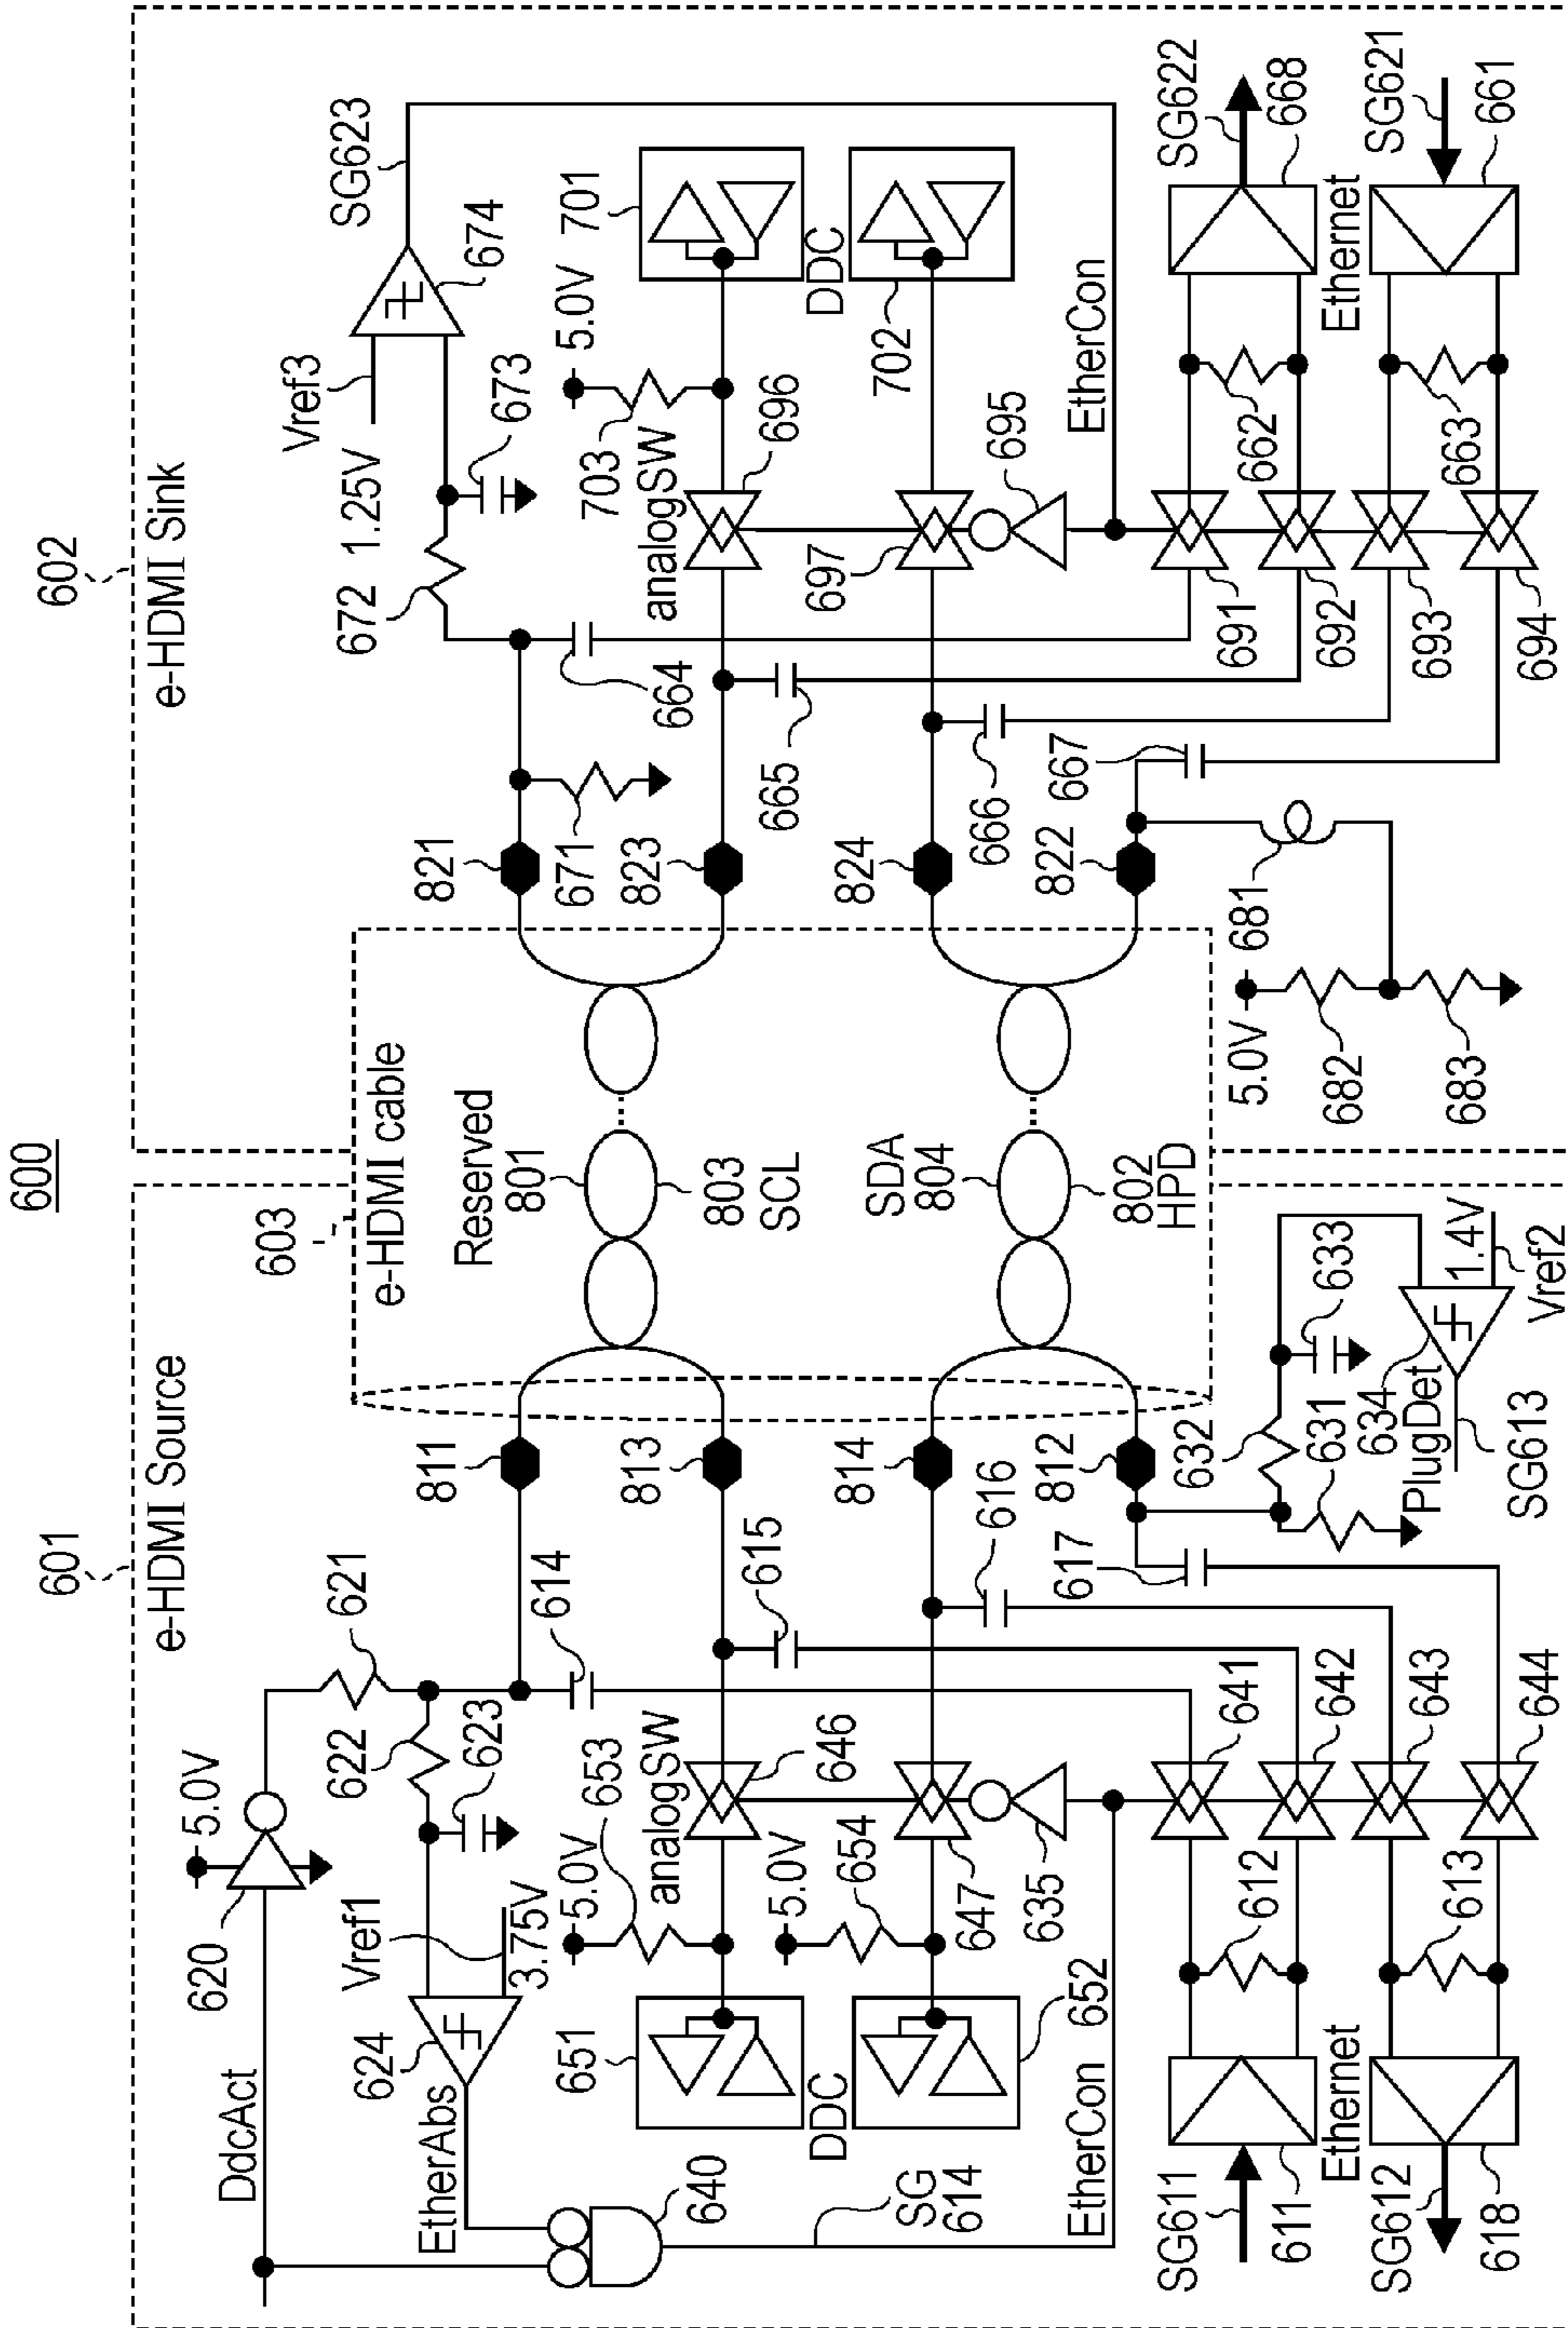 600
601
602
603
e-HDMI Source
e-HDMI Sink
e-HDMI cable
DdcAct
620
5.0V
621
622
623
614
EtherAbs
624
Vref1
3.75V
640
SG
614
651
653
5.0V
analogSW
646
615
DDC
652
5.0V
654
647
635
EtherCon
616
SG611
611
Ethernet
612
641
642
SG612
618
613
643
644
617
811
813
814
812
632
631
633
634
PlugDet
SG613
1.4V
Vref2
Reserved
801
803
SCL
SDA
804
802
HPD
821
671
823
824
822
672
1.25V
Vref3
673
674
SG623
664
665
666
667
703
5.0V
701
analogSW
696
DDC
702
697
695
EtherCon
691
692
693
694
662
663
SG622
668
Ethernet
SG621
661
5.0V
681
682
683